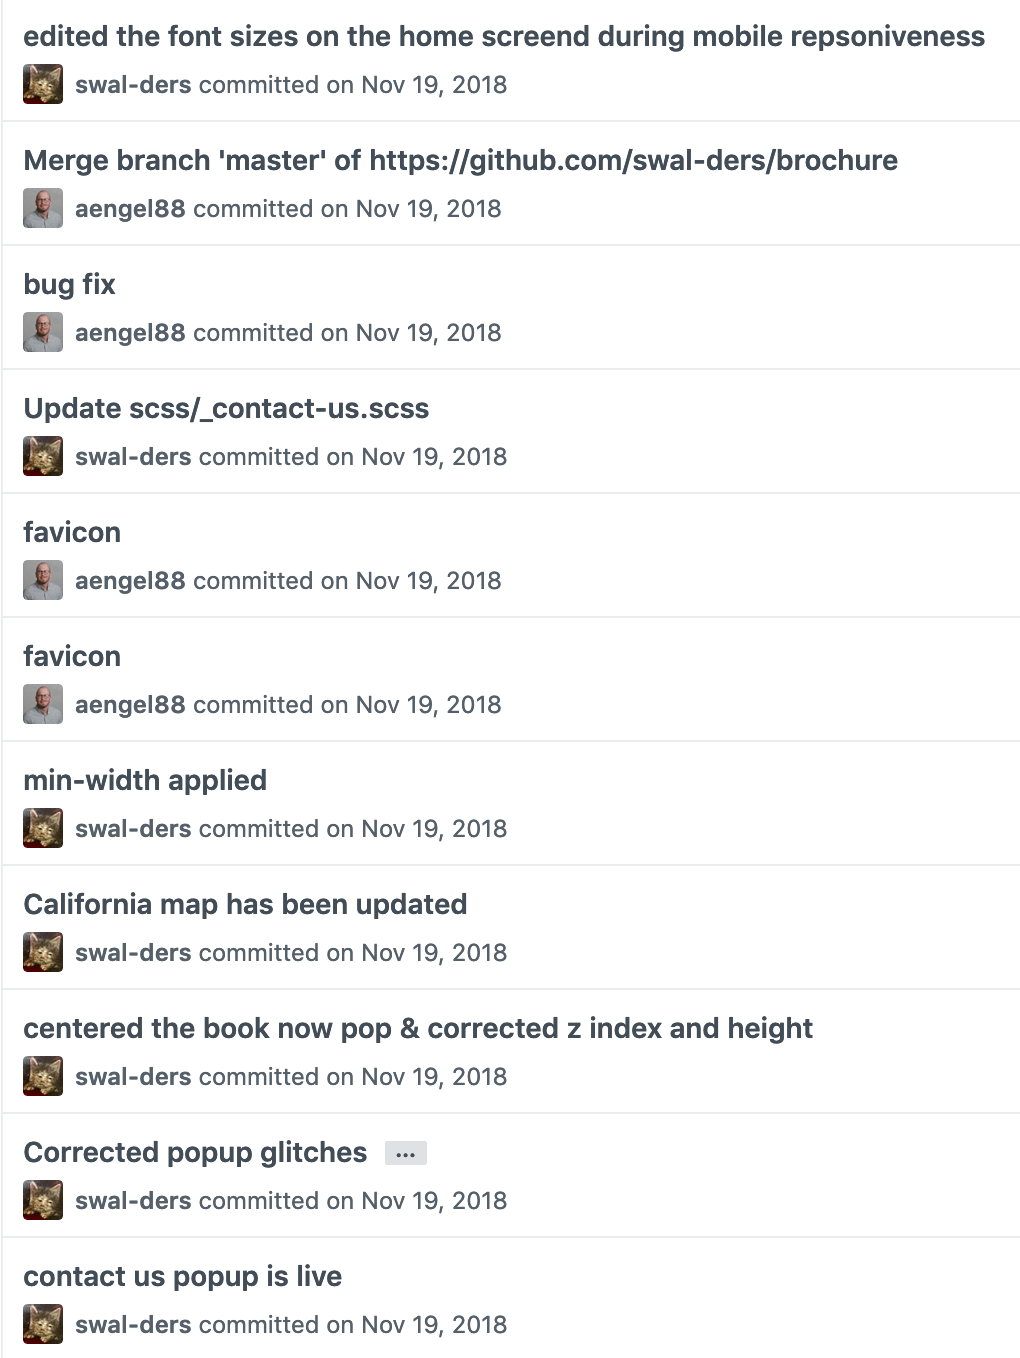 edited the font sizes on the home screend during mobile repsoniveness
swal-ders committed on Nov 19, 2018
Merge branch 'master' of https://github.com/swal-ders/brochure
aengel88 committed on Nov 19, 2018
bug fix
aengel88 committed on Nov 19, 2018
Update scss/_contact-us.scss
swal-ders committed on Nov 19, 2018
favicon
aengel88 committed on Nov 19, 2018
favicon
aengel88 committed on Nov 19, 2018
min-width applied
swal-ders committed on Nov 19, 2018
California map has been updated
swal-ders committed on Nov 19, 2018
centered the book now pop & corrected z index and height
swal-ders committed on Nov 19, 2018
Corrected popup glitches ...
swal-ders committed on Nov 19, 2018
contact us popup is live
swal-ders committed on Nov 19, 2018